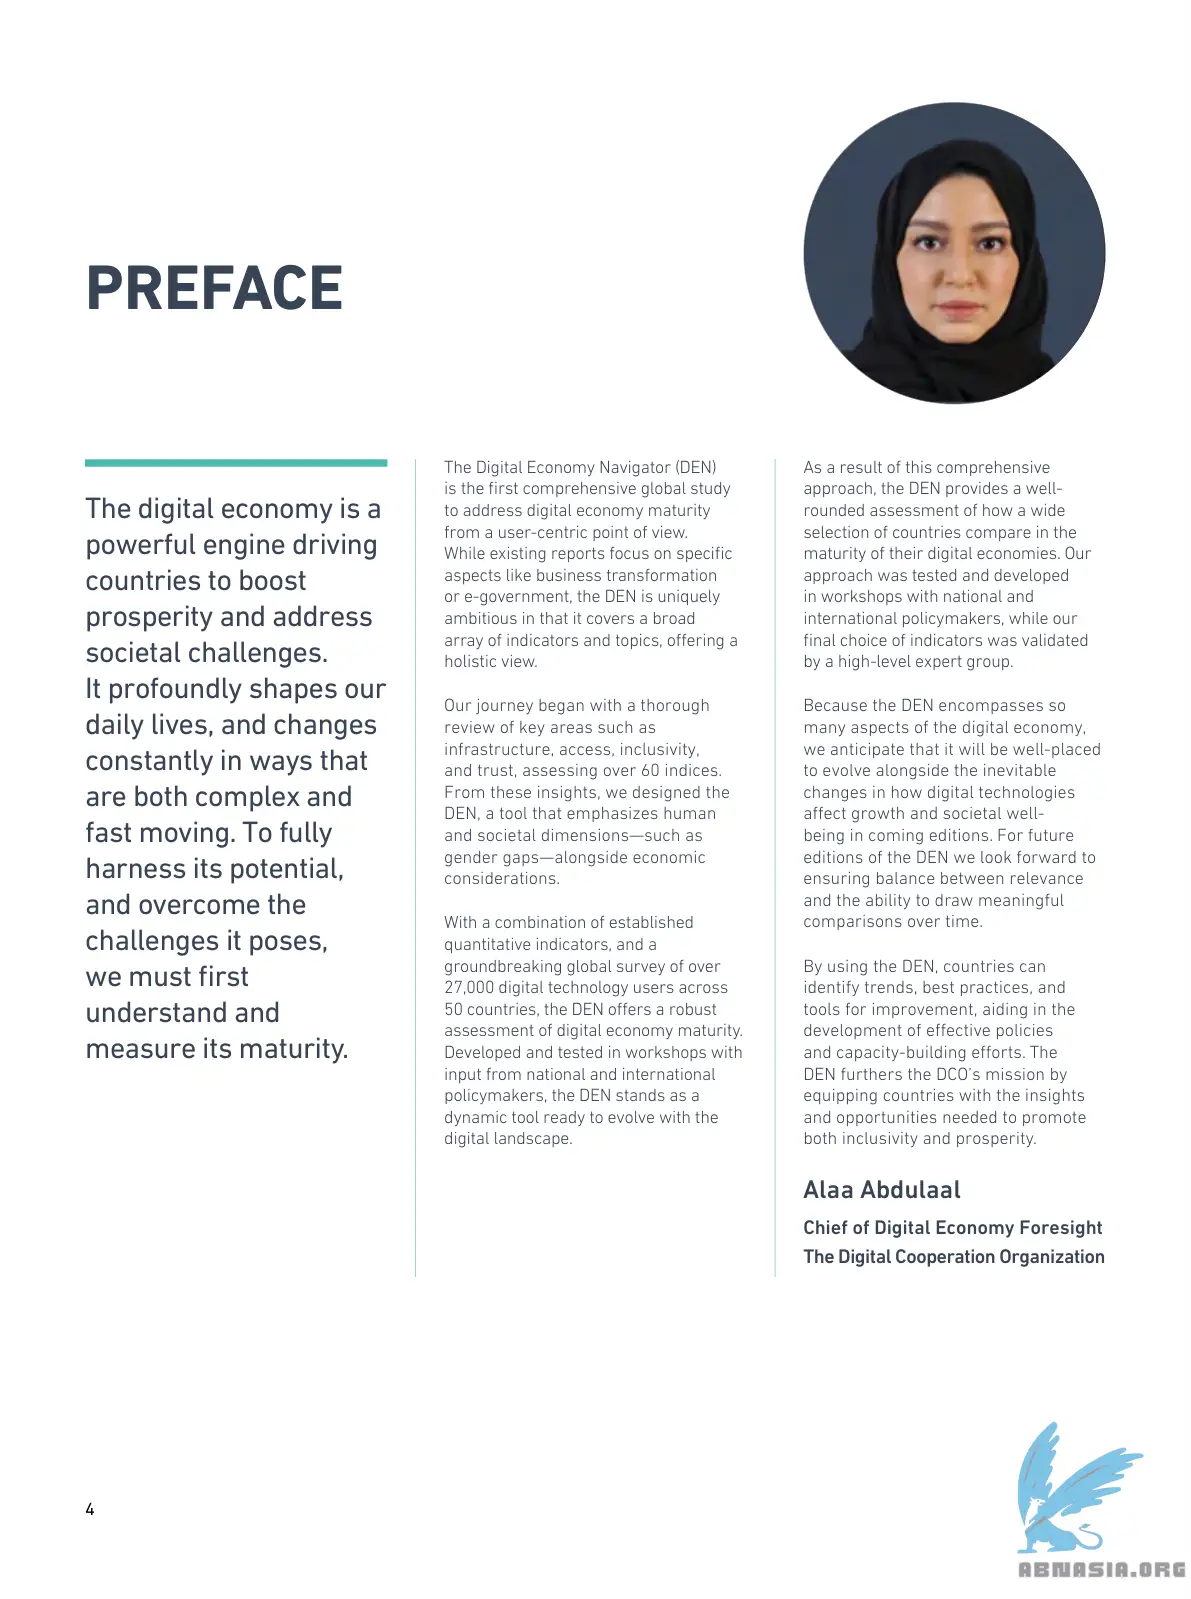 PREFACE
The digital economy is a
powerful engine driving
countries to boost
prosperity and address
societal challenges.
It profoundly shapes our
daily lives, and changes
constantly in ways that
are both complex and
fast moving. To fully
harness its potential,
and overcome the
challenges it poses,
we must first
understand and
measure its maturity.
The Digital Economy Navigator (DEN)
is the first comprehensive global study
to address digital economy maturity
from a user-centric point of view.
While existing reports focus on specific
aspects like business transformation
or e-government, the DEN is uniquely
ambitious in that it covers a broad
array of indicators and topics, offering a
holistic view.
Our journey began with a thorough
review of key areas such as
infrastructure, access, inclusivity,
and trust, assessing over 60 indices.
From these insights, we designed the
DEN, a tool that emphasizes human
and societal dimensions—such as
gender gaps—alongside economic
considerations.
With a combination of established
quantitative indicators, and a
groundbreaking global survey of over
27,000 digital technology users across
50 countries, the DEN offers a robust
assessment of digital economy maturity.
Developed and tested in workshops with
input from national and international
policymakers, the DEN stands as a
dynamic tool ready to evolve with the
digital landscape.
As a result of this comprehensive
approach, the DEN provides a well-
rounded assessment of how a wide
selection of countries compare in the
maturity of their digital economies. Our
approach was tested and developed
in workshops with national and
international policymakers, while our
final choice of indicators was validated
by a high-level expert group.
Because the DEN encompasses so
many aspects of the digital economy,
we anticipate that it will be well-placed
to evolve alongside the inevitable
changes in how digital technologies
affect growth and societal well-
being in coming editions. For future
editions of the DEN we look forward to
ensuring balance between relevance
and the ability to draw meaningful
comparisons over time.
By using the DEN, countries can
identify trends, best practices, and
tools for improvement, aiding in the
development of effective policies
and capacity-building efforts. The
DEN furthers the DCO's mission by
equipping countries with the insights
and opportunities needed to promote
both inclusivity and prosperity.
Alaa Abdulaal
Chief of Digital Economy Foresight
The Digital Cooperation Organization
4
ABNASIA.ORG